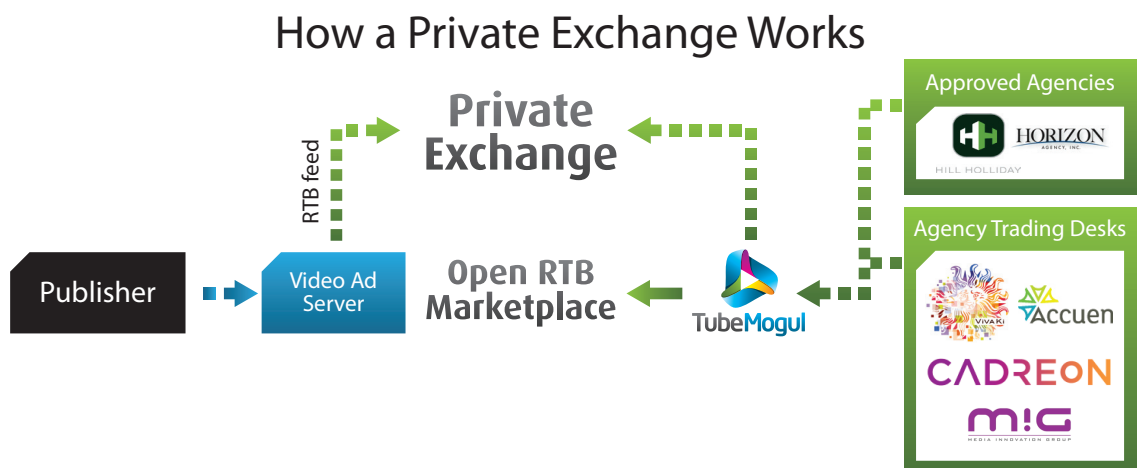 How a Private Exchange Works
Private
Exchange
RTB feed
Publisher
Video Ad
Server
Open RTB
Marketplace
TubeMogul
Approved Agencies
HH
HORIZON
AGENCY, INC.
HILL HOLLIDAY
Agency Trading Desks
VivaKi
Accuen
CADREON
m!G
MEDIA INNOVATION GROUP